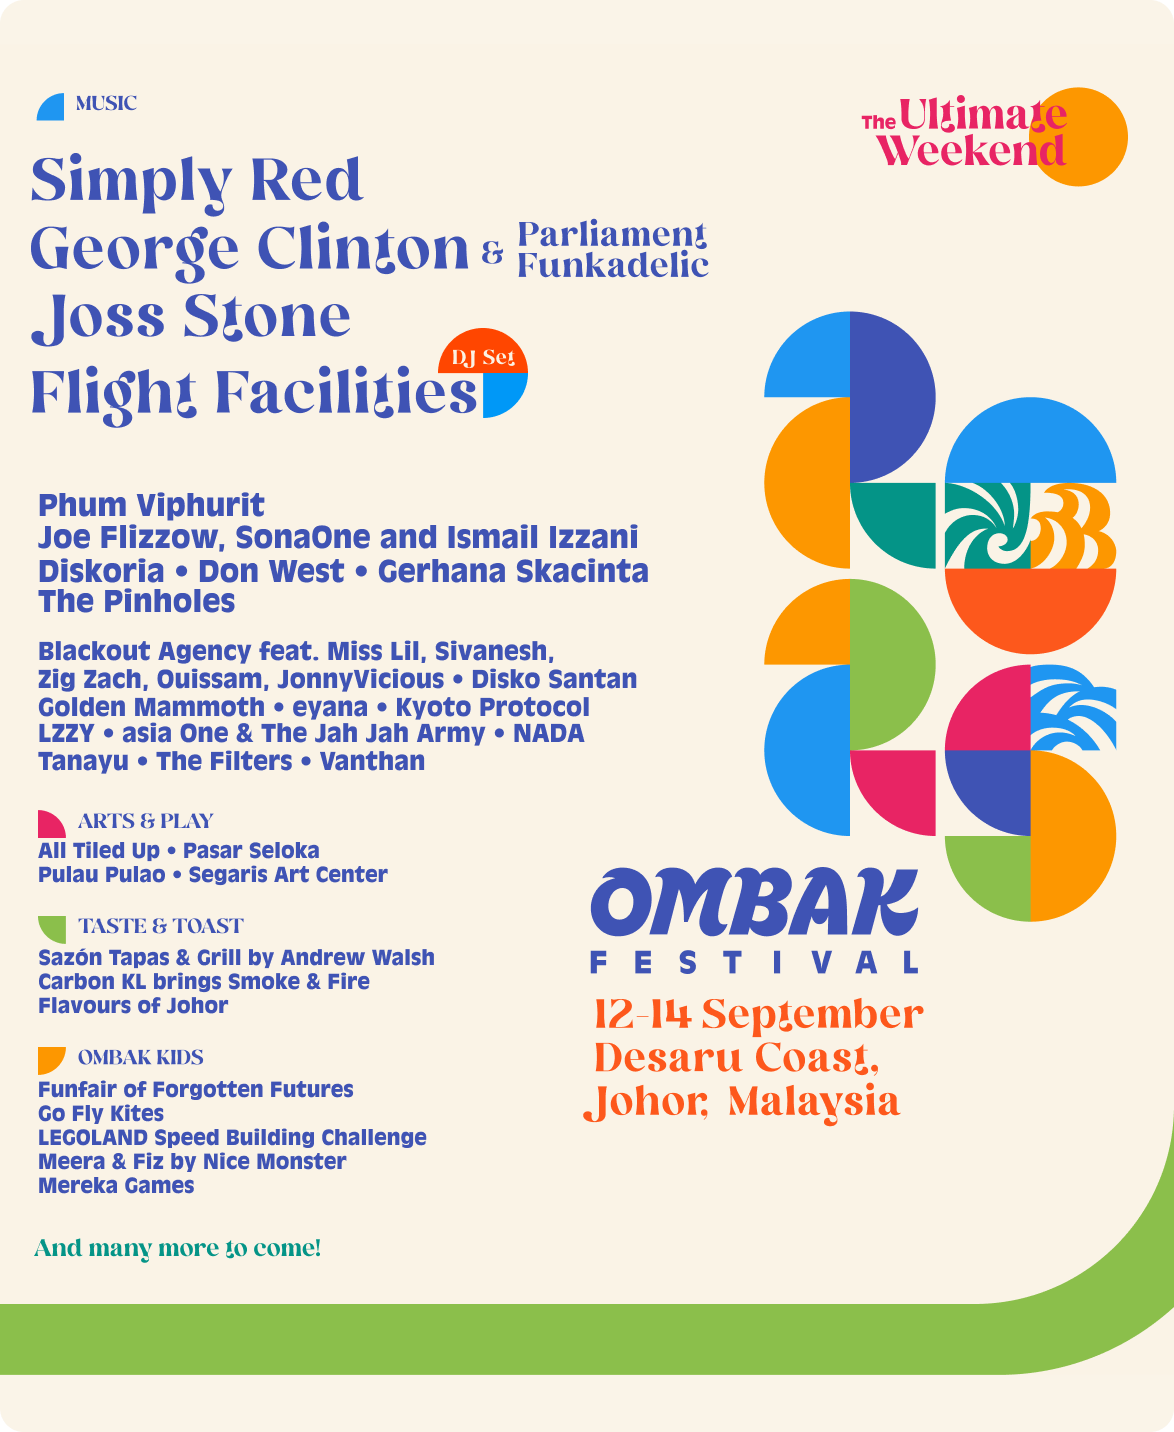 MUSIC
The Ultimate
Weekend
Simply Red
George Clinton & Parliament
Funkadelic
Joss Stone
DJ Set
Flight Facilities
Phum Viphurit
Joe Flizzow, SonaOne and Ismail Izzani
Diskoria • Don West • Gerhana Skacinta
The Pinholes
Blackout Agency feat. Miss Lil, Sivanesh,
Zig Zach, Ouissam, JonnyVicious • Disko Santan
Golden Mammoth • eyana • Kyoto Protocol
LZZY • asia One & The Jah Jah Army • NADA
Tanayu • The Filters • Vanthan
ARTS & PLAY
All Tiled Up • Pasar Seloka
Pulau Pulao • Segaris Art Center
TASTE & TOAST
Sazón Tapas & Grill by Andrew Walsh
Carbon KL brings Smoke & Fire
Flavours of Johor
OMBAK KIDS
Funfair of Forgotten Futures
Go Fly Kites
LEGOLAND Speed Building Challenge
Meera & Fiz by Nice Monster
Mereka Games
And many more to come!
2025
OMBAK
FESTIVAL
12-14 September
Desaru Coast,
Johor, Malaysia